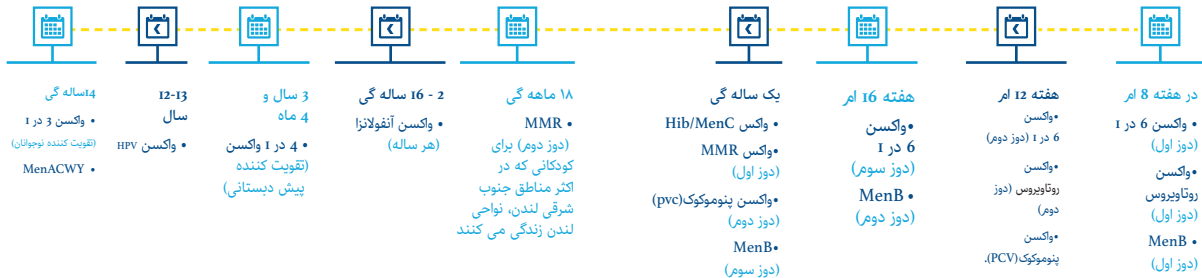 در هفته 8 ام
• واکسن 6 در 1
(دوز اول)
•واکسن
روتاویروس
(دوز اول)
• MenB
(دوز اول)
هفته 12 ام
•واکسن
6 در 1 (دوز دوم)
•واکسن
روتاویروس (دوز
دوم)
•واکسن
پنوموکوک(PCV).
هفته 16 ام
•واکسن
6 در 1
(دوز سوم)
• MenB
(دوز دوم)
یک ساله گی
• واکس Hib/MenC
•واکس MMR
(دوز اول)
•واکسن پنوموکوک(pvc)
(دوز دوم)
•MenB
(دوز سوم)
۱۸ ماهه گی
• MMR
(دوز دوم) برای
کودکانی که در
اکثر مناطق جنوب
شرقی لندن، نواحی
لندن زندگی می کنند
2 - 16 ساله گی
• واکسن آنفولانزا
(هر ساله)
3 سال و
4 ماه
• 4 در 1 واکسن
(تقویت کننده
پیش دبستانی)
12-13
سال
• واکسن HPV
14ساله گی
• واکسن 3 در 1
(تقویت کننده نوجوانان)
• MenACWY